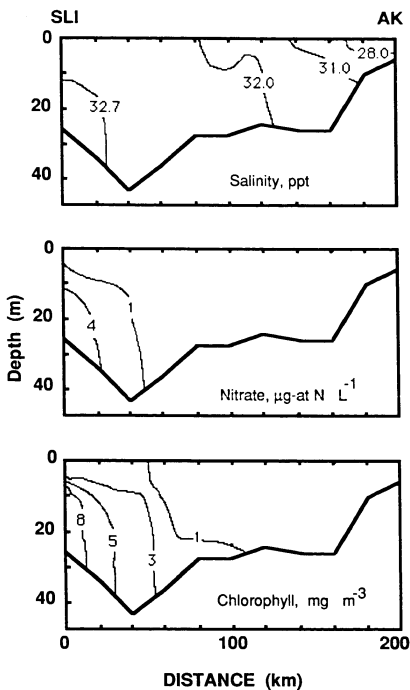 SLI AK
0
20
40
32.7
32.0
31.0
28.0
Salinity, ppt
0
20
40
4
1
Nitrate, µg-at N L-1
Depth (m)
0
20
40
8
5
3
1
Chlorophyll, mg m-3
0 100 200
DISTANCE (km)